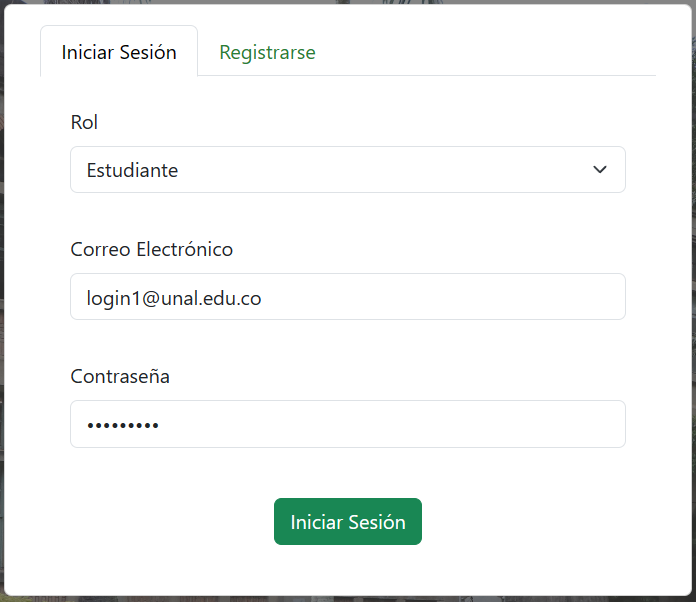 Iniciar Sesión Registrarse
Rol
Estudiante
Correo Electrónico
login1@unal.edu.co
Contraseña
•••••••••
Iniciar Sesión